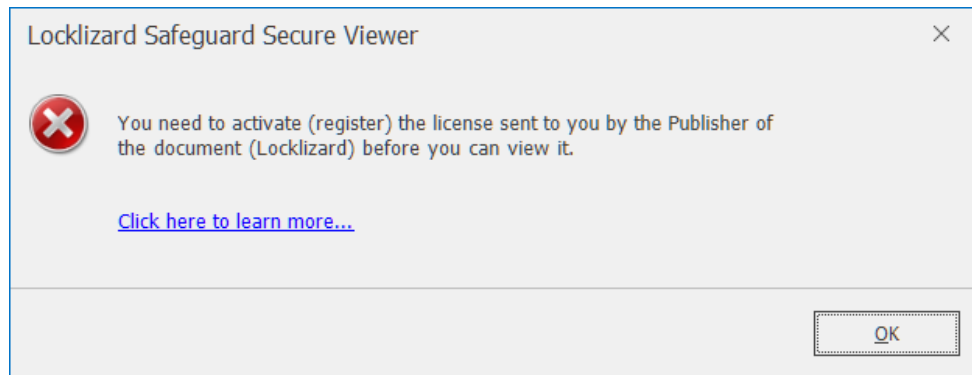 Locklizard Safeguard Secure Viewer
You need to activate (register) the license sent to you by the Publisher of
the document (Locklizard) before you can view it.
Click here to learn more...
OK